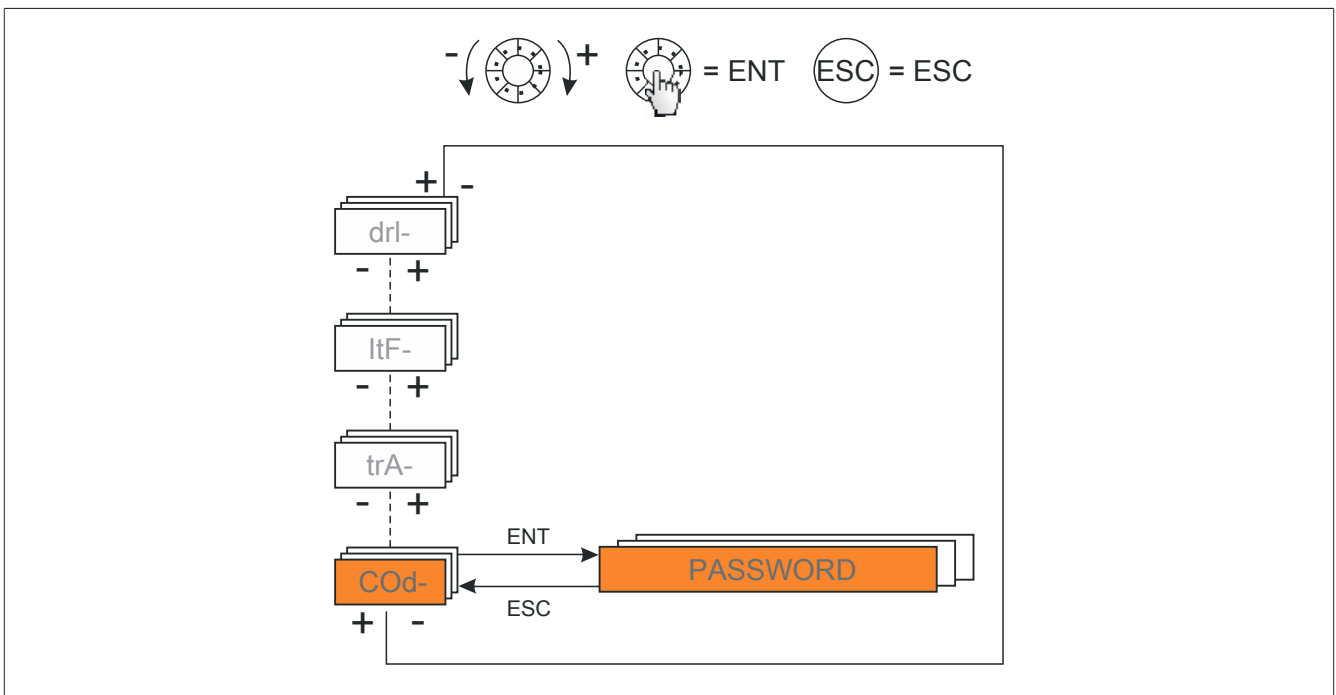 - + = ENT ESC = ESC
+ -
drI-
- +
ItF-
- +
trA-
- +
ENT
COd- PASSWORD
ESC
+ -